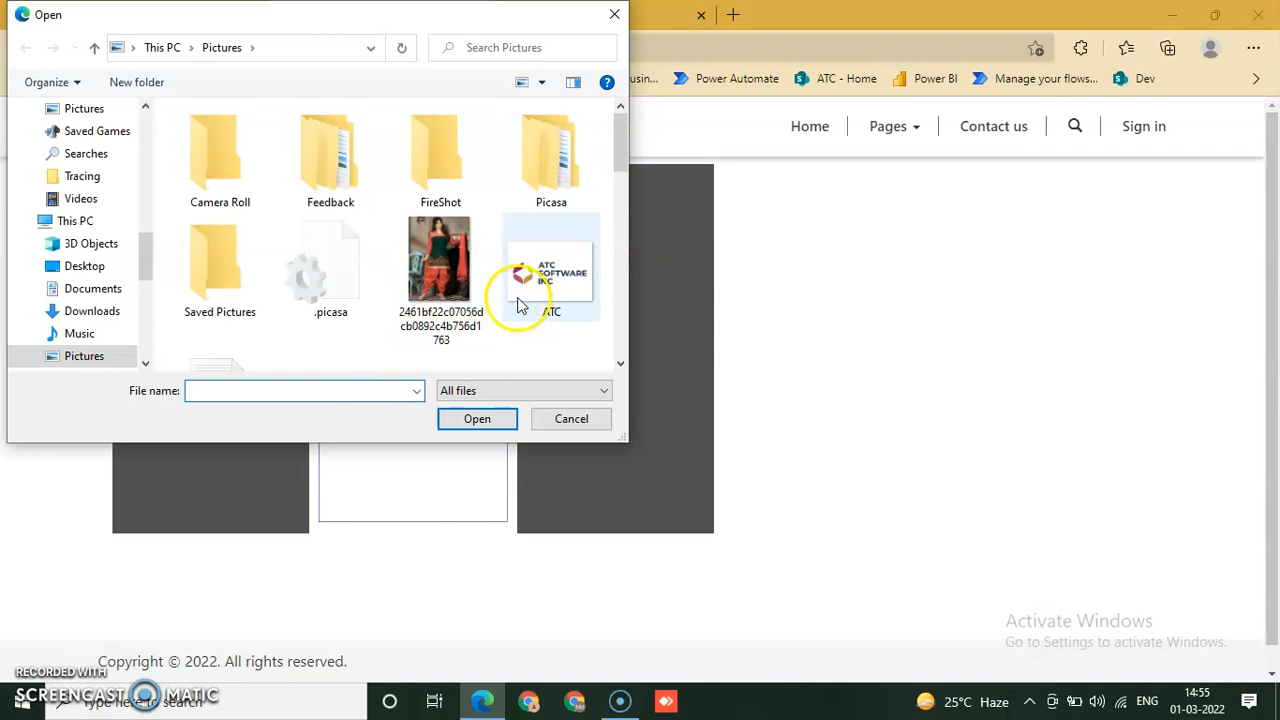 Open
This PC
Pictures
Search Pictures
Organize
New folder
Power Automate
ATC - Home
Power BI
Manage your flows...
Dev
Pictures
Saved Games
Searches
Tracing
Videos
This PC
3D Objects
Desktop
Documents
Downloads
Music
Pictures
Camera Roll
Feedback
FireShot
Picasa
Saved Pictures
.picasa
2461bf22c07056d
cb0892c4b756d1
763
ATC
SOFTWARE
INC
ATC
Home
Pages
Contact us
Sign in
File name:
All files
Open
Cancel
Activate Windows
Go to Settings to activate Windows.
Copyright © 2022. All rights reserved.
RECORDED WITH
SCREENCAST MATIC
Type here to search
25°C Haze
ENG
14:55
01-03-2022